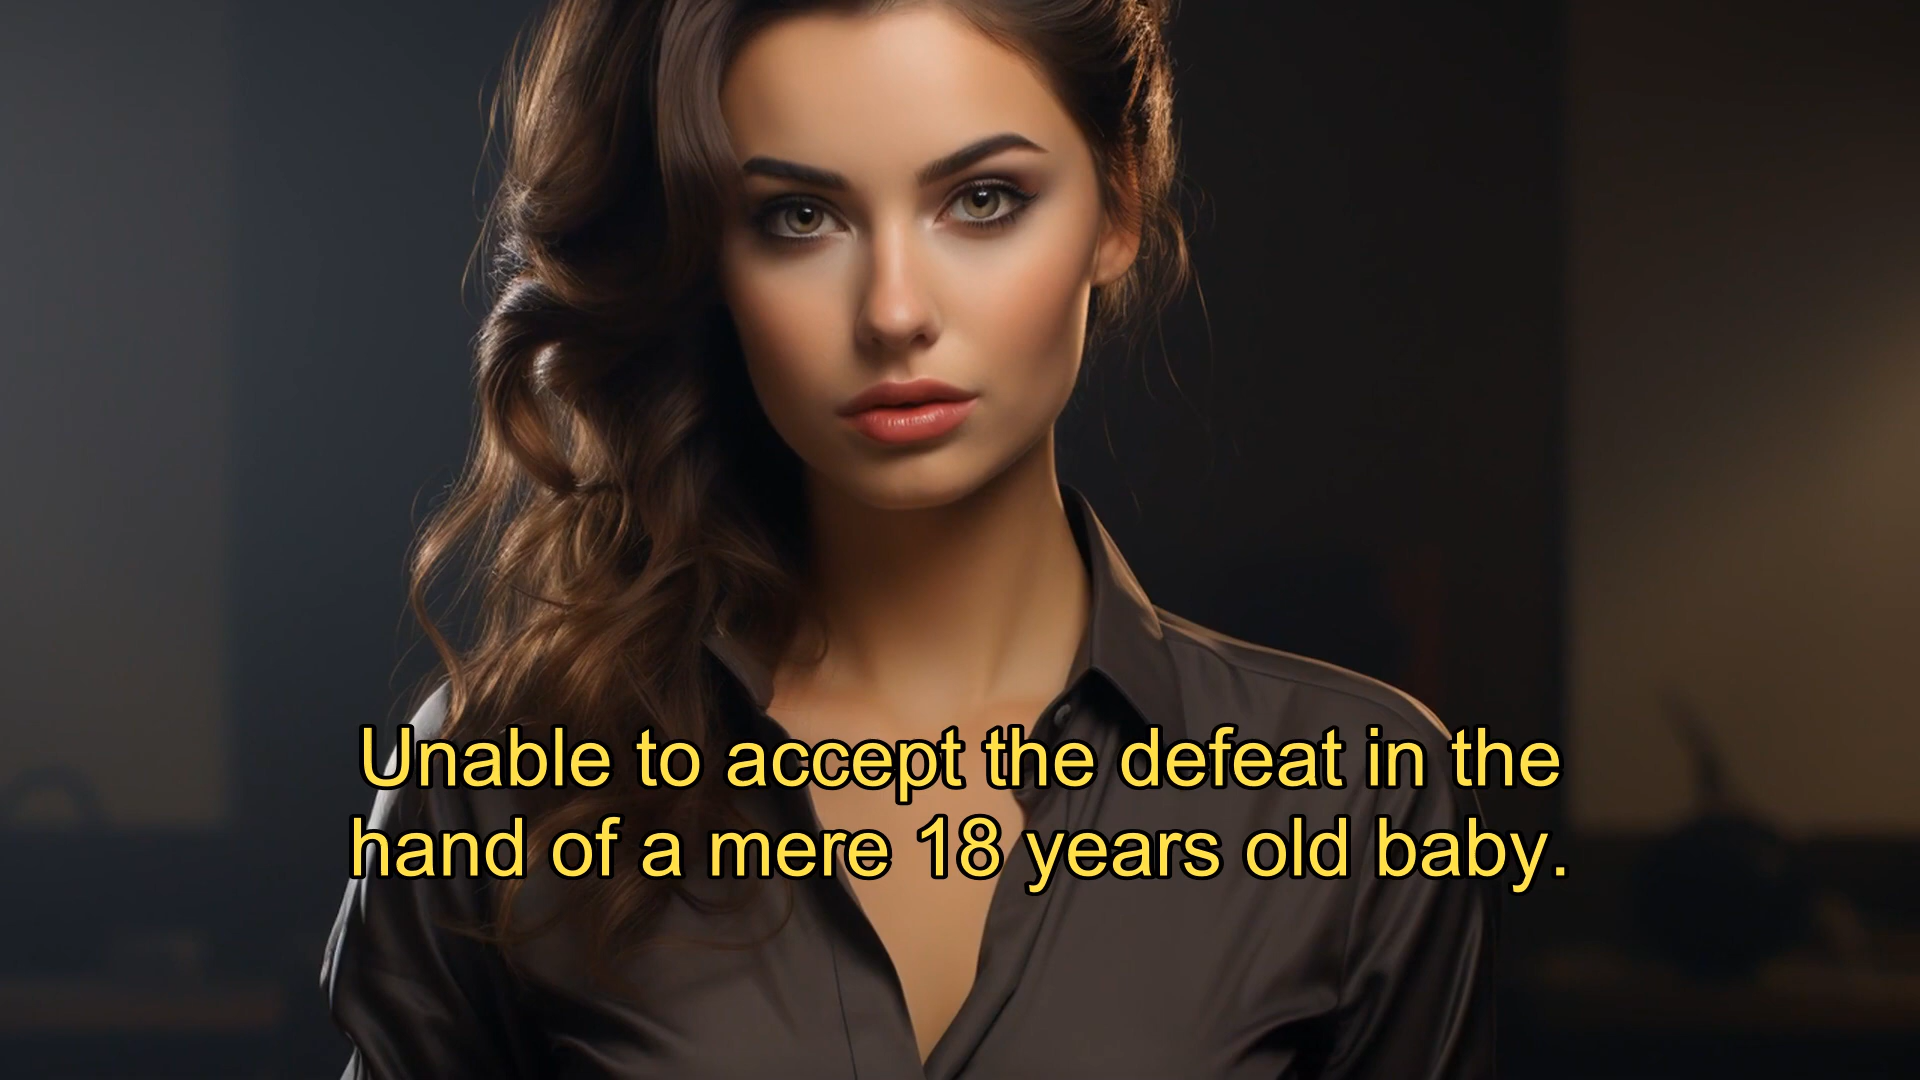 Unable to accept the defeat in the
hand of a mere 18 years old baby.